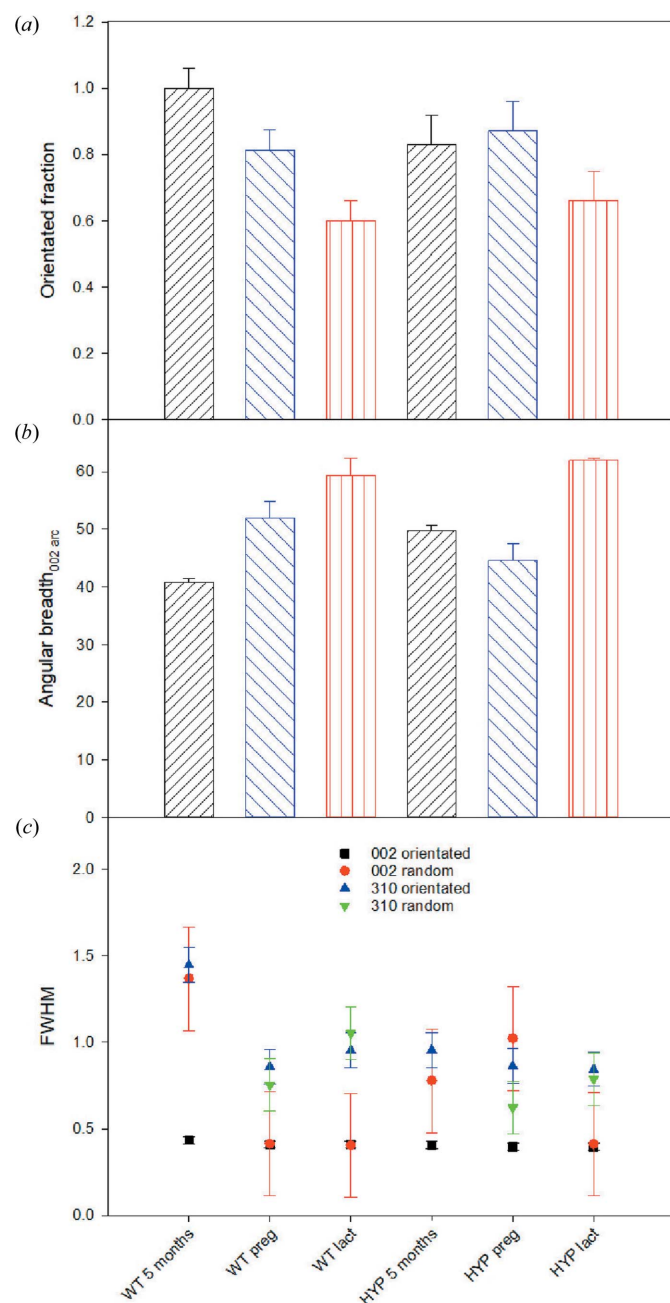 (a)
1.2
1.0
0.8
0.6
0.4
0.2
0.0
Orientated fraction
(b)
60
50
40
30
20
10
0
Angular breadth002 arc
(c)
002 orientated
002 random
310 orientated
310 random
2.0
1.5
1.0
0.5
0.0
FWHM
WT 5 months
WT preg
WT lact
HYP 5 months
HYP preg
HYP lact